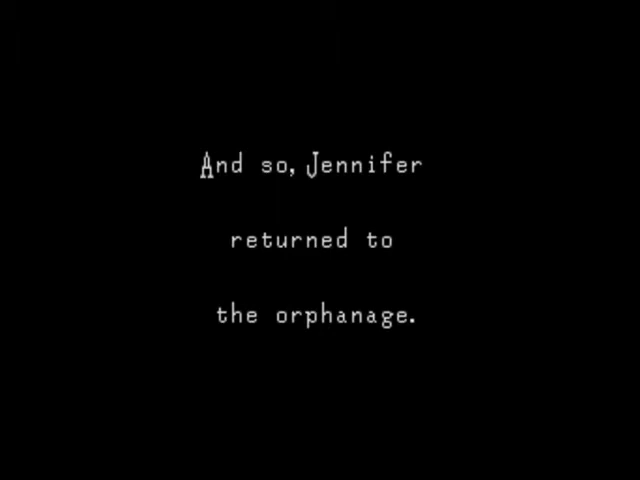 And so, Jennifer
returned to
the orphanage.